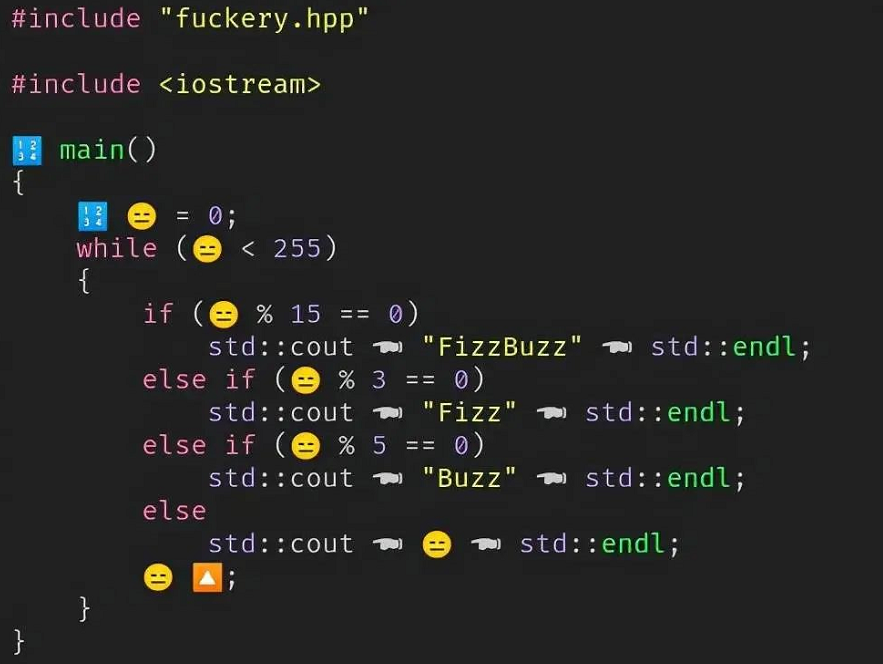 #include "fuckery.hpp"

#include <iostream>

🔢 main()
{
    🔢 😑 = 0;
    while (😑 < 255)
    {
        if (😑 % 15 == 0)
            std::cout 👈 "FizzBuzz" 👈 std::endl;
        else if (😑 % 3 == 0)
            std::cout 👈 "Fizz" 👈 std::endl;
        else if (😑 % 5 == 0)
            std::cout 👈 "Buzz" 👈 std::endl;
        else
            std::cout 👈 😑 👈 std::endl;
        😑 🔼;
    }
}